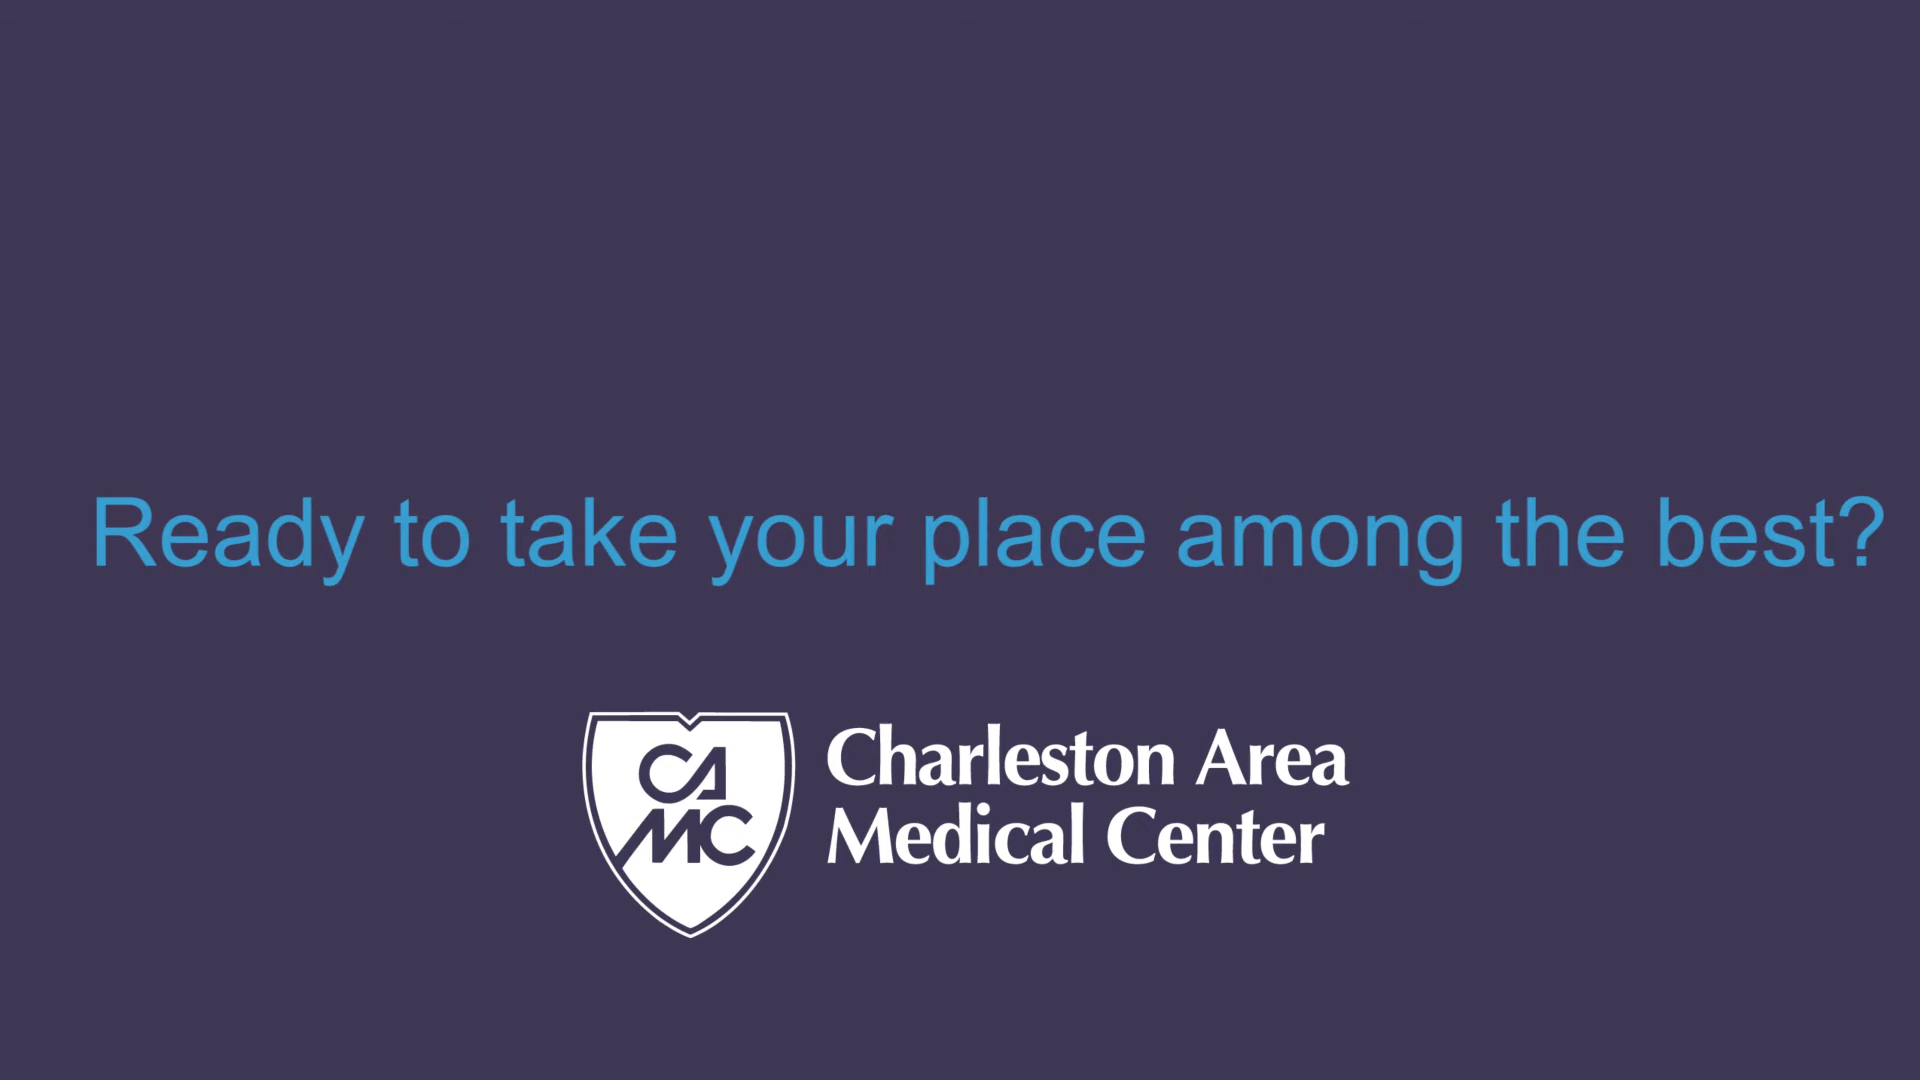 Ready to take your place among the best?
CA
MC
Charleston Area
Medical Center